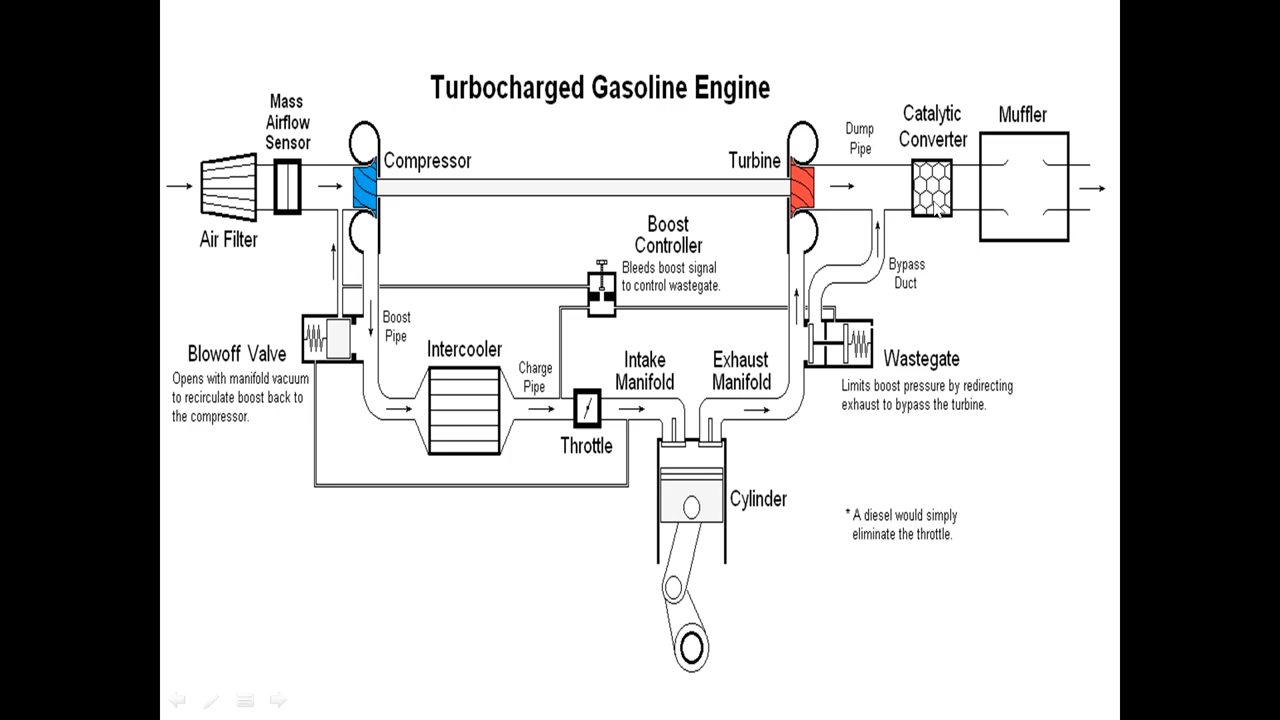 Turbocharged Gasoline Engine
Mass
Airflow
Sensor
Air Filter
Compressor
Turbine
Dump
Pipe
Catalytic
Converter
Muffler
Boost
Controller
Bleeds boost signal
to control wastegate.
Bypass
Duct
Boost
Pipe
Blowoff Valve
Opens with manifold vacuum
to recirculate boost back to
the compressor.
Intercooler
Charge
Pipe
Throttle
Intake
Manifold
Exhaust
Manifold
Wastegate
Limits boost pressure by redirecting
exhaust to bypass the turbine.
Cylinder
* A diesel would simply
eliminate the throttle.